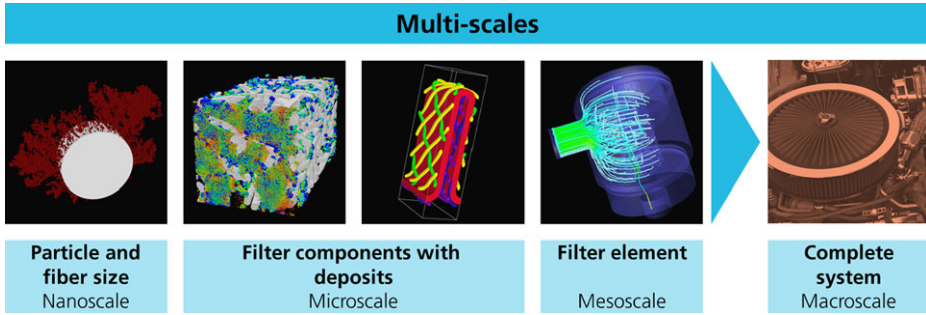 Multi-scales
Particle and
fiber size
Nanoscale
Filter components with
deposits
Microscale
Filter element
Mesoscale
Complete
system
Macroscale